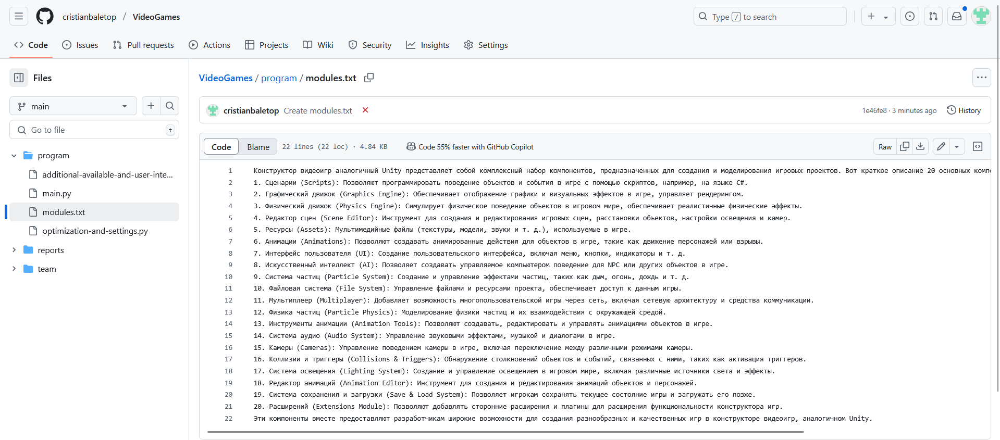 cristianbaletop / VideoGames
Type / to search
Code
Issues
Pull requests
Actions
Projects
Wiki
Security
Insights
Settings
Files
main
Go to file
t
program
additional-available-and-user-inte...
main.py
modules.txt
optimization-and-settings.py
reports
team
VideoGames / program / modules.txt
cristianbaletop Create modules.txt
1e46fe8 · 3 minutes ago
History
Code
Blame
22 lines (22 loc) · 4.84 KB
Code 55% faster with GitHub Copilot
Raw
1 Конструктор видеоигр аналогичный Unity представляет собой комплексный набор компонентов, предназначенных для создания и моделирования игровых проектов. Вот краткое описание 20 основных комп
2 1. Сценарии (Scripts): Позволяют программировать поведение объектов и события в игре с помощью скриптов, например, на языке C#.
3 2. Графический движок (Graphics Engine): Обеспечивает отображение графики и визуальных эффектов в игре, управляет рендерингом.
4 3. Физический движок (Physics Engine): Симулирует физическое поведение объектов в игровом мире, обеспечивает реалистичные физические эффекты.
5 4. Редактор сцен (Scene Editor): Инструмент для создания и редактирования игровых сцен, расстановки объектов, настройки освещения и камер.
6 5. Ресурсы (Assets): Мультимедийные файлы (текстуры, модели, звуки и т. д.), используемые в игре.
7 6. Анимации (Animations): Позволяют создавать анимированные действия для объектов в игре, такие как движение персонажей или взрывы.
8 7. Интерфейс пользователя (UI): Создание пользовательского интерфейса, включая меню, кнопки, индикаторы и т. д.
9 8. Искусственный интеллект (AI): Позволяет создавать управляемое компьютером поведение для NPC или других объектов в игре.
10 9. Система частиц (Particle System): Создание и управление эффектами частиц, таких как дым, огонь, дождь и т. д.
11 10. Файловая система (File System): Управление файлами и ресурсами проекта, обеспечивает доступ к данным игры.
12 11. Мультиплеер (Multiplayer): Добавляет возможность многопользовательской игры через сеть, включая сетевую архитектуру и средства коммуникации.
13 12. Физика частиц (Particle Physics): Моделирование физики частиц и их взаимодействия с окружающей средой.
14 13. Инструменты анимации (Animation Tools): Позволяют создавать, редактировать и управлять анимациями объектов в игре.
15 14. Система аудио (Audio System): Управление звуковыми эффектами, музыкой и диалогами в игре.
16 15. Камеры (Cameras): Управление поведением камеры в игре, включая переключение между различными режимами камеры.
17 16. Коллизии и триггеры (Collisions & Triggers): Обнаружение столкновений объектов и событий, связанных с ними, таких как активация триггеров.
18 17. Система освещения (Lighting System): Создание и управление освещением в игровом мире, включая различные источники света и эффекты.
19 18. Редактор анимаций (Animation Editor): Инструмент для создания и редактирования анимаций объектов и персонажей.
20 19. Система сохранения и загрузки (Save & Load System): Позволяет игрокам сохранять текущее состояние игры и загружать его позже.
21 20. Расширений (Extensions Module): Позволяют добавлять сторонние расширения и плагины для расширения функциональности конструктора игр.
22 Эти компоненты вместе предоставляют разработчикам широкие возможности для создания разнообразных и качественных игр в конструкторе видеоигр, аналогичном Unity.